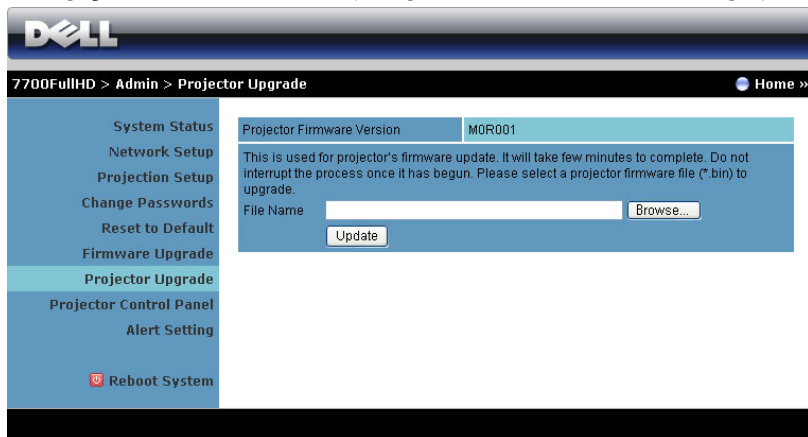 DELL
7700FullHD > Admin > Projector Upgrade
Home »
System Status
Network Setup
Projection Setup
Change Passwords
Reset to Default
Firmware Upgrade
Projector Upgrade
Projector Control Panel
Alert Setting
Reboot System
Projector Firmware Version M0R001
This is used for projector's firmware update. It will take few minutes to complete. Do not
interrupt the process once it has begun. Please select a projector firmware file (*.bin) to
upgrade.
File Name Browse...
Update